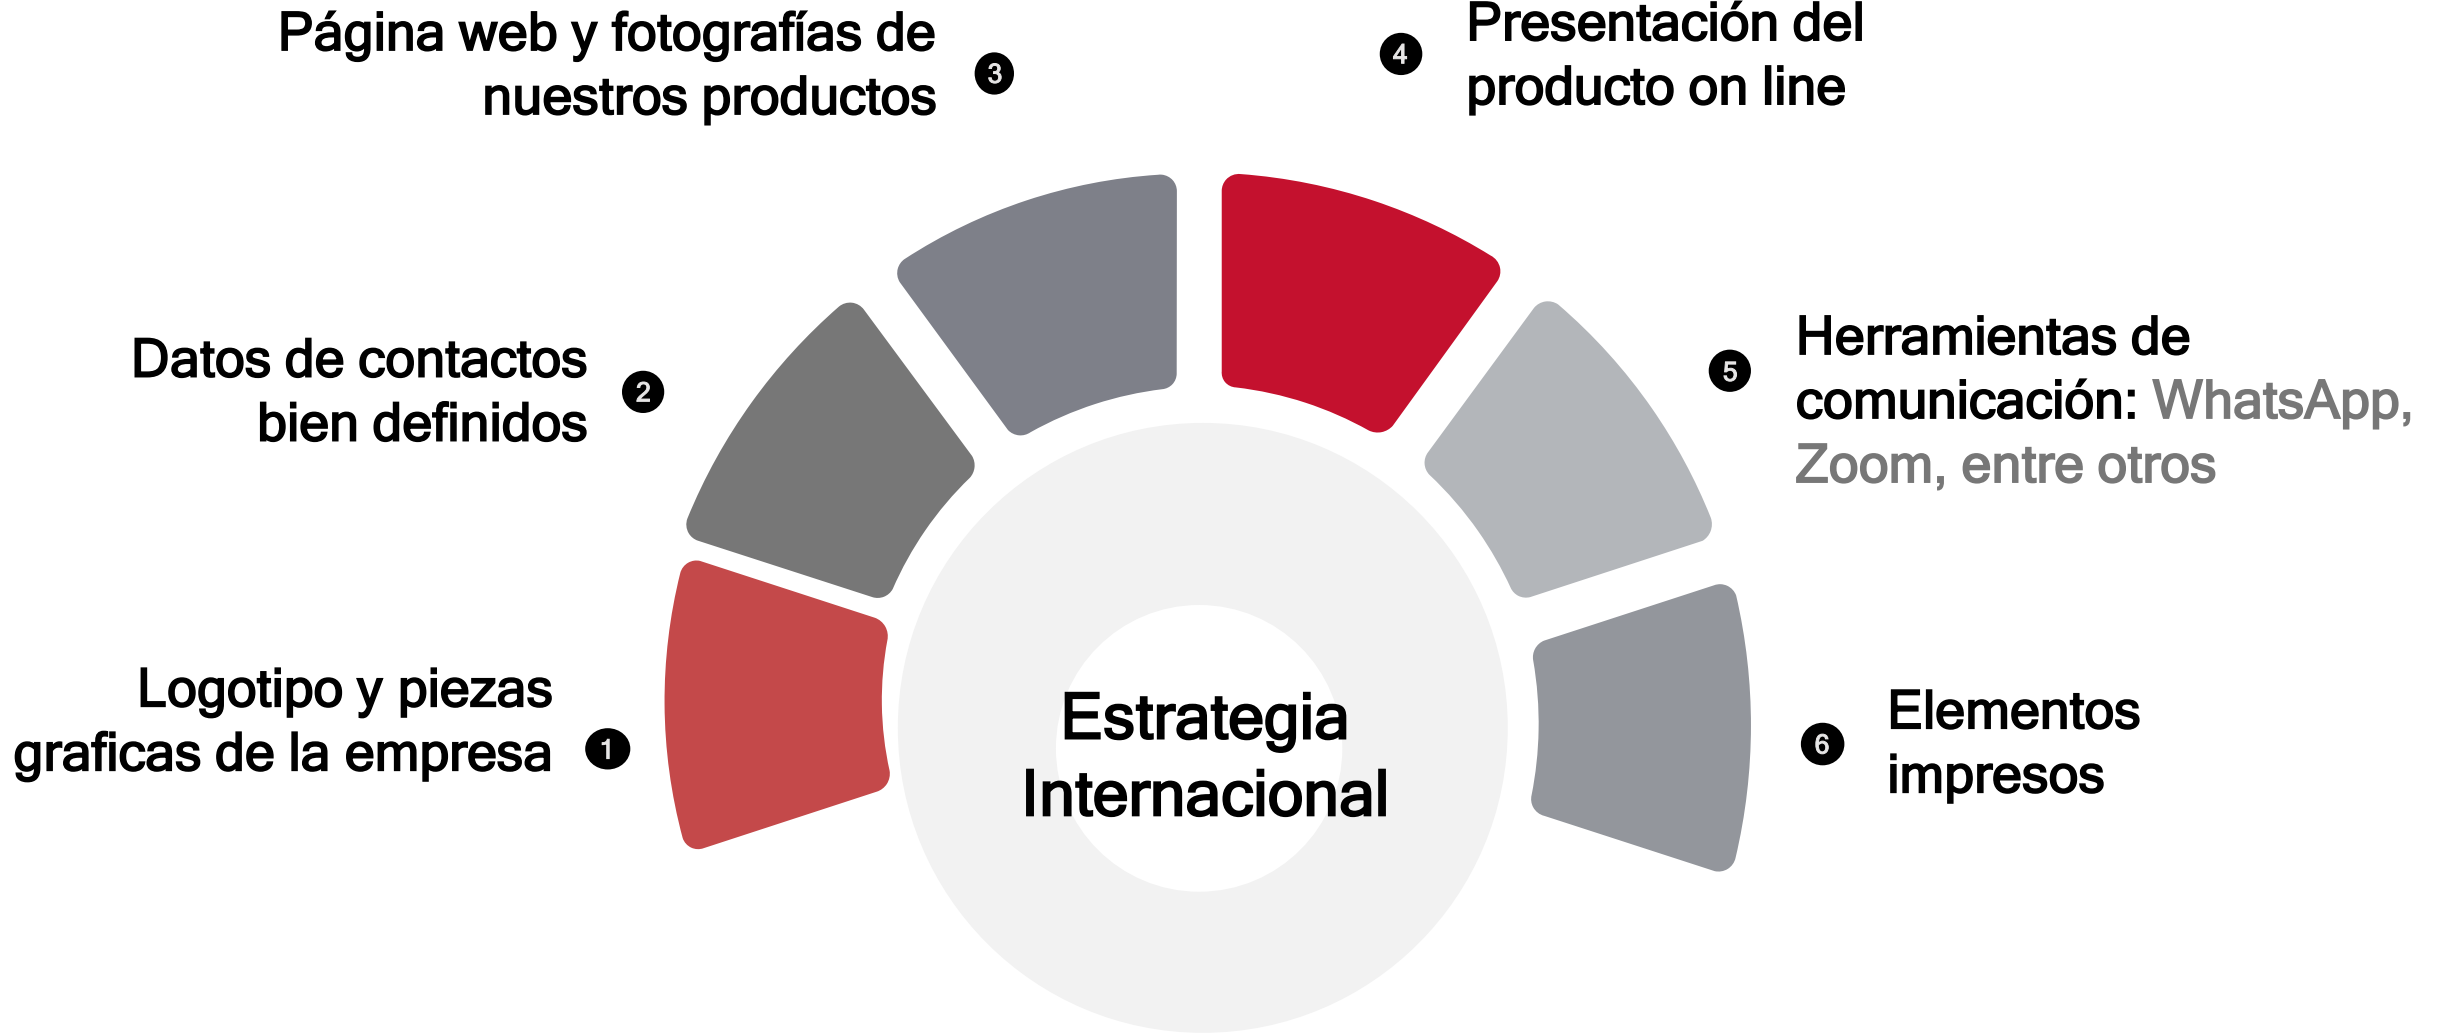 Página web y fotografías de
nuestros productos
3
4
Presentación del
producto on line
Datos de contactos
bien definidos
2
5
Herramientas de
comunicación: WhatsApp,
Zoom, entre otros
Logotipo y piezas
graficas de la empresa
1
Estrategia
Internacional
6
Elementos
impresos